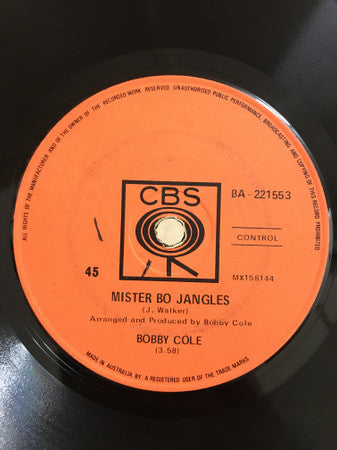 ALL RIGHTS OF THE MANUFACTURER AND OF THE OWNER OF THE RECORDED WORK RESERVED. UNAUTHORISED PUBLIC PERFORMANCE, BROADCASTING AND COPYING OF THIS RECORD PROHIBITED
CBS
BA-221553
CONTROL
45
MX158144
MISTER BO JANGLES
(J. Walker)
Arranged and Produced by Bobby Cole
BOBBY COLE
(3.58)
MADE IN AUSTRALIA BY A REGISTERED USER OF THE TRADE MARKS